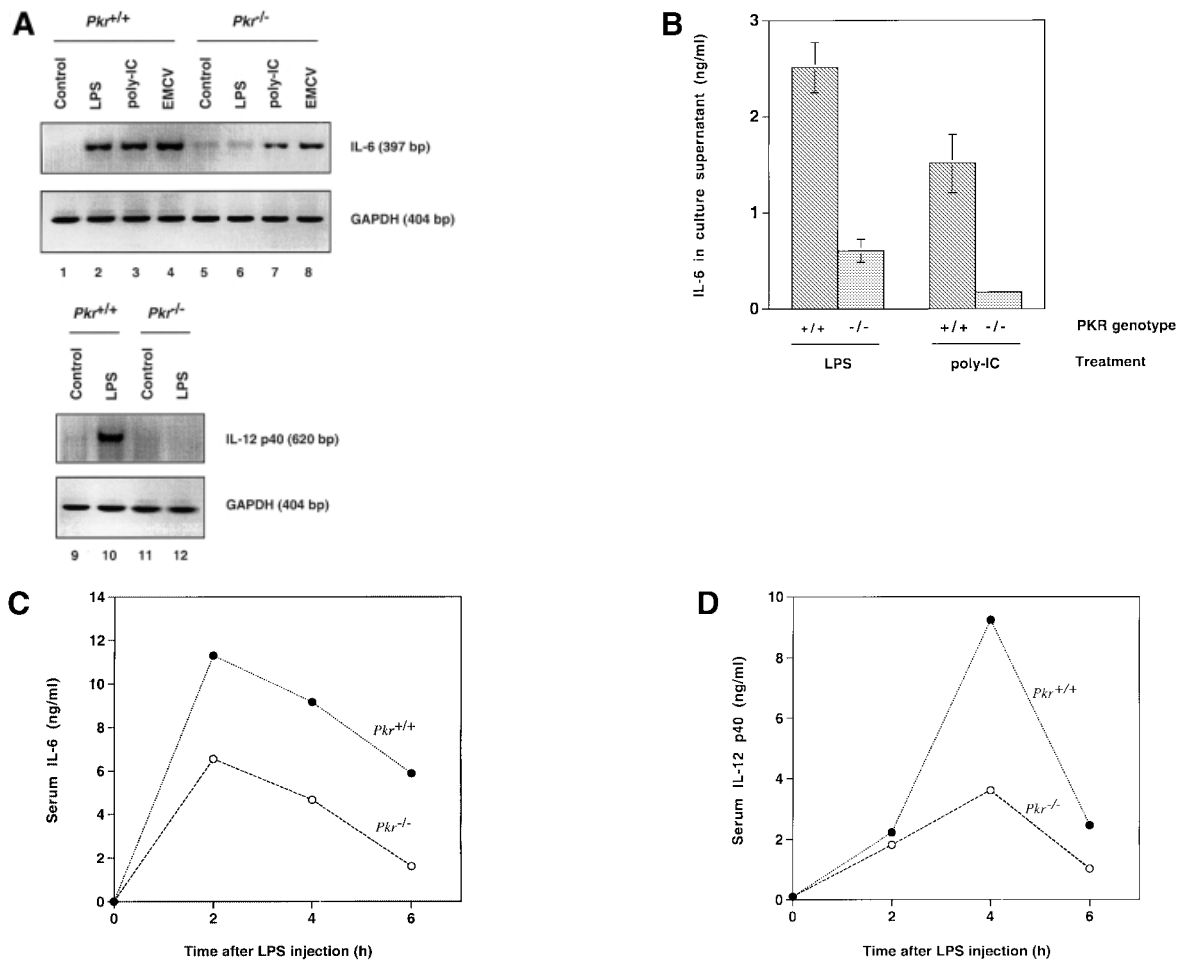 A
Pkr+/+ Pkr-/-
Control LPS poly-IC EMCV Control LPS poly-IC EMCV
IL-6 (397 bp)
GAPDH (404 bp)
1 2 3 4 5 6 7 8
Pkr+/+ Pkr-/-
Control LPS Control LPS
IL-12 p40 (620 bp)
GAPDH (404 bp)
9 10 11 12
B
IL-6 in culture supernatant (ng/ml)
3
2
1
0
+/+ -/- +/+ -/- PKR genotype
LPS poly-IC Treatment
C
Serum IL-6 (ng/ml)
14
12
10
8
6
4
2
0
Pkr+/+
Pkr-/-
0 2 4 6
Time after LPS injection (h)
D
Serum IL-12 p40 (ng/ml)
10
8
6
4
2
0
Pkr+/+
Pkr-/-
0 2 4 6
Time after LPS injection (h)